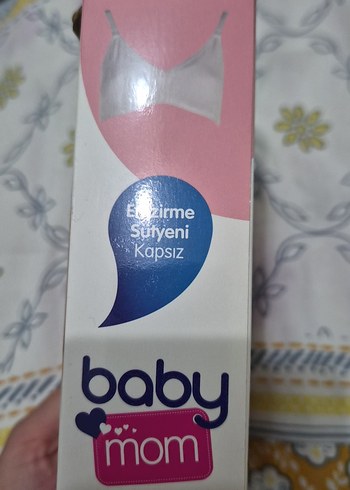 Emzirme
Sütyeni
Kapsız
baby
mom